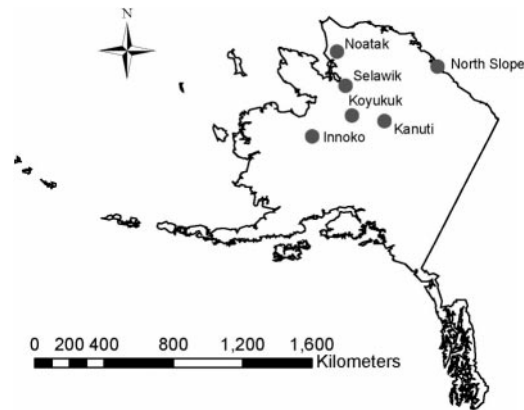 N
Noatak
North Slope
Selawik
Koyukuk
Kanuti
Innoko
0 200 400 800 1,200 1,600
Kilometers